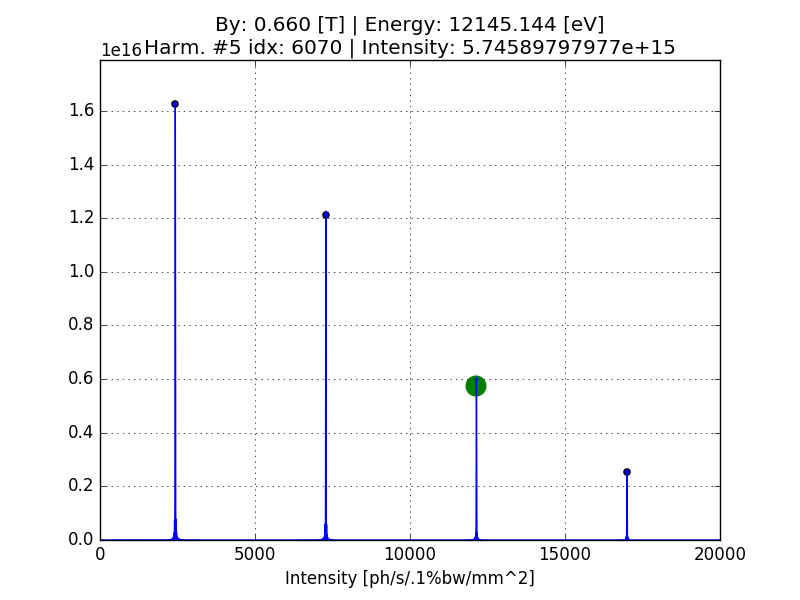 By: 0.660 [T] | Energy: 12145.144 [eV]
1e16 Harm. #5 idx: 6070 | Intensity: 5.74589797977e+15
1.6
1.4
1.2
1.0
0.8
0.6
0.4
0.2
0.0
0 5000 10000 15000 20000
Intensity [ph/s/.1%bw/mm^2]